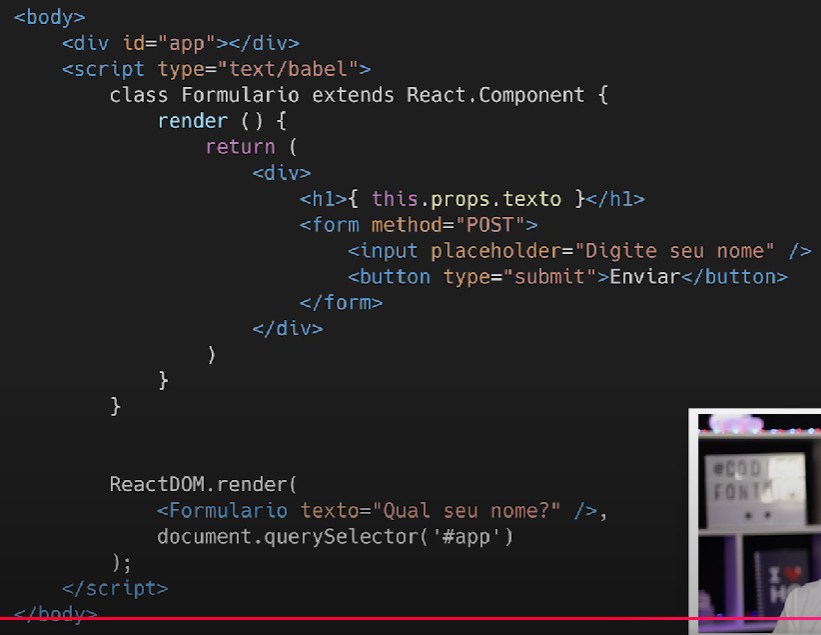 <body>
<div id="app"></div>
<script type="text/babel">
class Formulario extends React.Component {
render () {
return (
<div>
<h1>{ this.props.texto }</h1>
<form method="POST">
<input placeholder="Digite seu nome" />
<button type="submit">Enviar</button>
</form>
</div>
)
}
}
ReactDOM.render(
<Formulario texto="Qual seu nome?" />,
document.querySelector('#app')
);
</script>
</body>
@COD
FONT
I